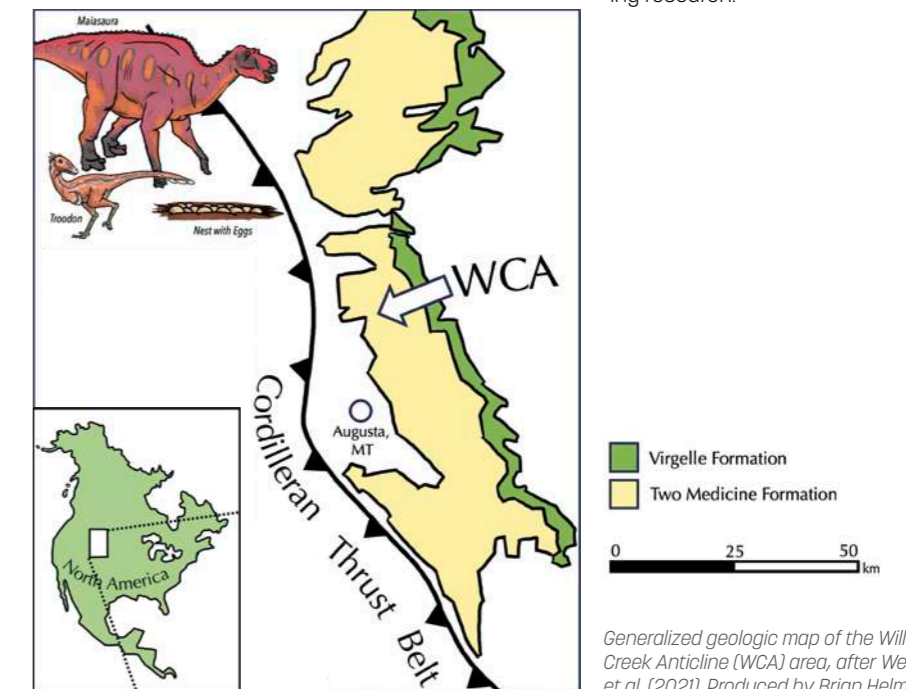 ing research.
Maiasaura
Troodon
Nest with Eggs
WCA
Augusta,
MT
Cordilleran Thrust Belt
North America
Virgelle Formation
Two Medicine Formation
0 25 50
km
Generalized geologic map of the Will
Creek Anticline (WCA) area, after We
et al. (2021). Produced by Brian Helm